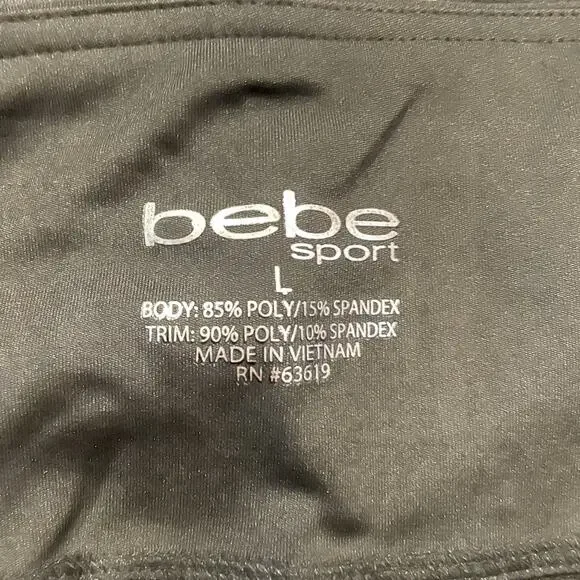 bebe
sport
L
BODY: 85% POLY/15% SPANDEX
TRIM: 90% POLY/10% SPANDEX
MADE IN VIETNAM
RN #63619